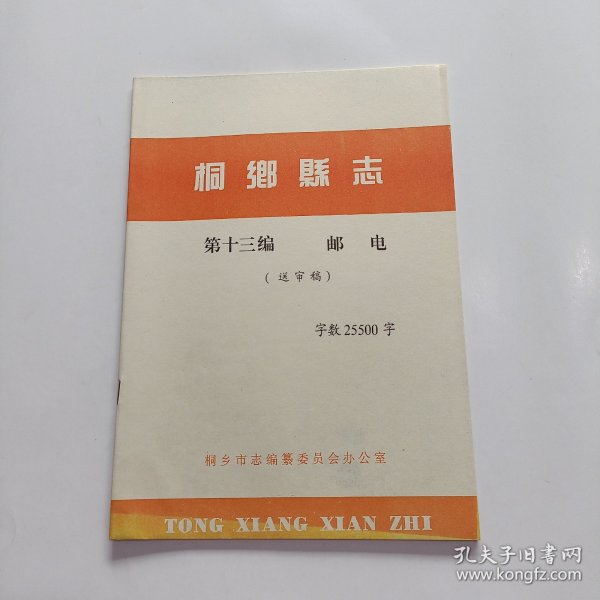 桐鄉縣志
第十三编 邮电
(送审稿)
字数25500字
桐乡市志编纂委员会办公室
TONG XIANG XIAN ZHI
孔夫子旧书网
www.kongfz.com